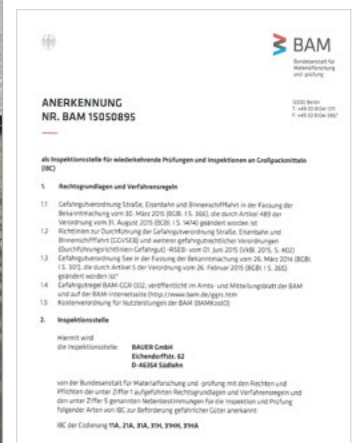 BAM
Bundesanstalt für
Materialforschung
und -prüfung
ANERKENNUNG
NR. BAM 15050895
12200 Berlin
als Inspektionsstelle für wiederkehrende Prüfungen und Inspektionen an Großpackmitteln
(IBC)
1. Rechtsgrundlagen und Verfahrensregeln
1.1 Gefahrgutverordnung Straße, Eisenbahn und Binnenschifffahrt in der Fassung der
Bekanntmachung vom 30. März 2015 (BGBl. I S. 366), die durch Artikel 489 der
Verordnung vom 31. August 2015 (BGBl. I S. 1474) geändert worden ist
1.2 Richtlinien zur Durchführung der Gefahrgutverordnung Straße, Eisenbahn und
Binnenschifffahrt (GGVSEB) und weiterer gefahrgutrechtlicher Verordnungen
(Durchführungsrichtlinien-Gefahrgut) -RSEB- vom 01. Juni 2015 (VkBl. 2015, S. 402)
1.3 Gefahrgutverordnung See in der Fassung der Bekanntmachung vom 26. März 2014 (BGBl.
I S. 301), die durch Artikel 5 der Verordnung vom 26. Februar 2015 (BGBl. I S. 265)
geändert worden ist"
1.4 Gefahrgutregel BAM-GGR 002, veröffentlicht im Amts- und Mitteilungsblatt der BAM
und auf der BAM-Internetseite (http://www.bam.de/ggrs.htm
1.5 Kostenverordnung für Nutzleistungen der BAM (BAMKostO)
2. Inspektionsstelle
Hiermit wird
die Inspektionsstelle: BAUER GmbH
Eichendorffstr. 62
D-46354 Südlohn
von der Bundesanstalt für Materialforschung und -prüfung mit den Rechten und
Pflichten der unter Ziffer 1 aufgeführten Rechtsgrundlagen und Verfahrensregeln und
den unter Ziffer 5 genannten Nebenbestimmungen für die Inspektion und Prüfung
folgender Arten von IBC zur Beförderung gefährlicher Güter anerkannt:
IBC der Codierung 11A, 21A, 31A, 31H, 31HH, 31HA